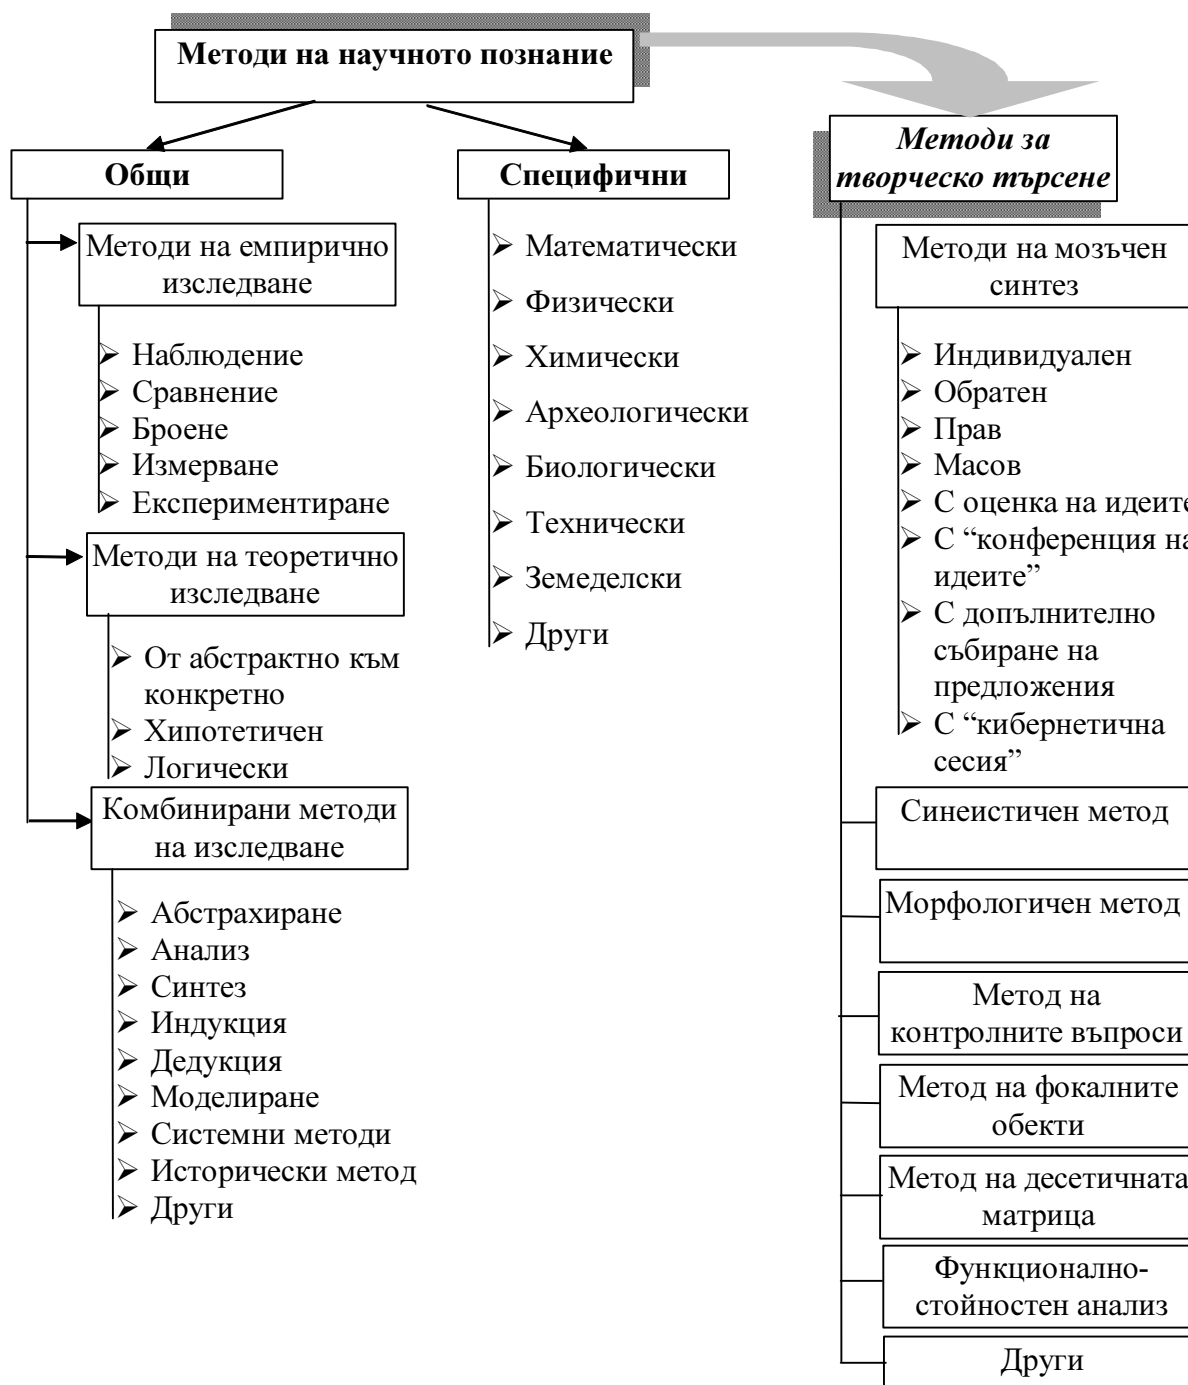 Методи на научното познание
Общи
Методи на емпирично
изследване
Наблюдение
Сравнение
Броене
Измерване
Експериментиране
Методи на теоретично
изследване
От абстрактно към
конкретно
Хипотетичен
Логически
Комбинирани методи
на изследване
Абстрахиране
Анализ
Синтез
Индукция
Дедукция
Моделиране
Системни методи
Исторически метод
Други
Специфични
Математически
Физически
Химически
Археологически
Биологически
Технически
Земеделски
Други
Методи за
творческо търсене
Методи на мозъчен
синтез
Индивидуален
Обратен
Прав
Масов
С оценка на идеите
С “конференция на
идеите”
С допълнително
събиране на
предложения
С “кибернетична
сесия”
Синеистичен метод
Морфологичен метод
Метод на
контролните въпроси
Метод на фокалните
обекти
Метод на десетичната
матрица
Функционално-
стойностен анализ
Други